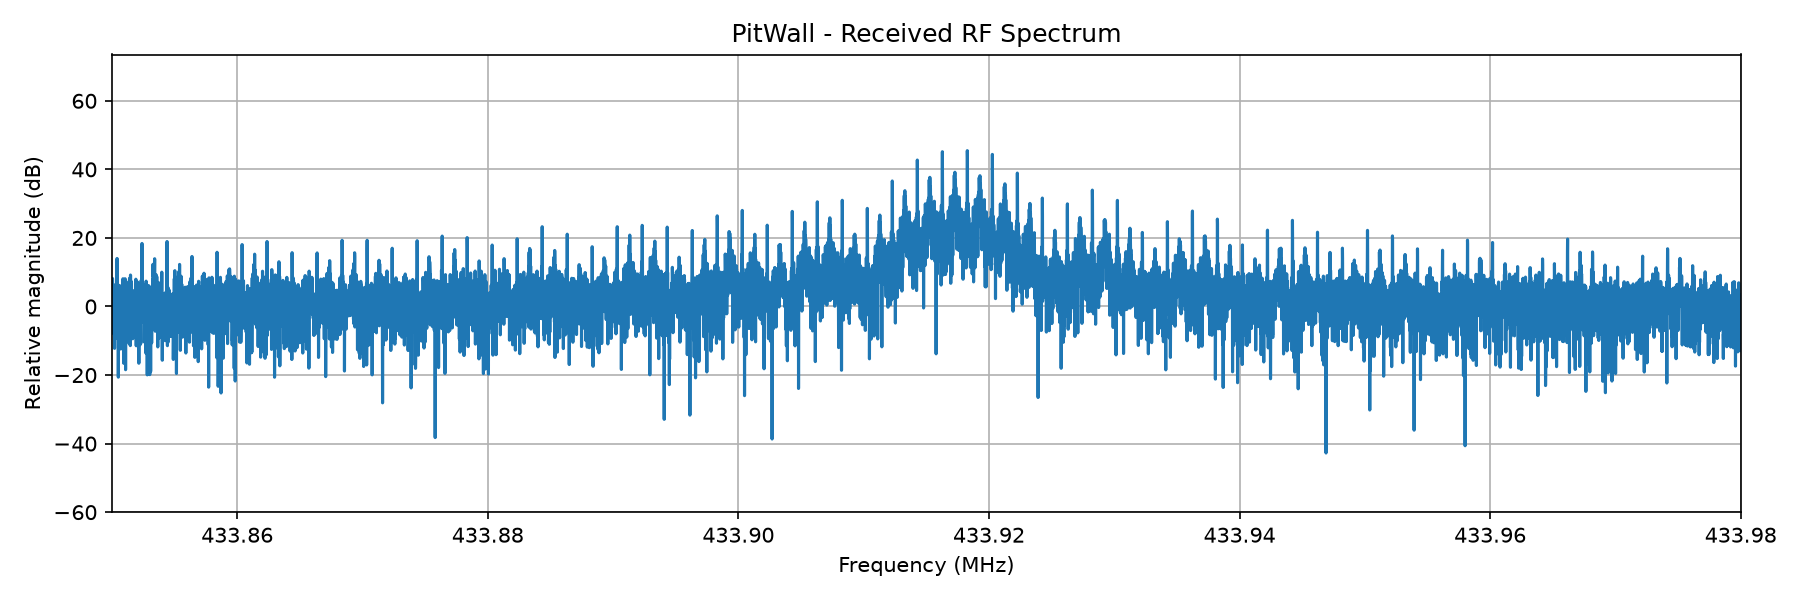 PitWall - Received RF Spectrum
Relative magnitude (dB)
60
40
20
0
−20
−40
−60
433.86 433.88 433.90 433.92 433.94 433.96 433.98
Frequency (MHz)